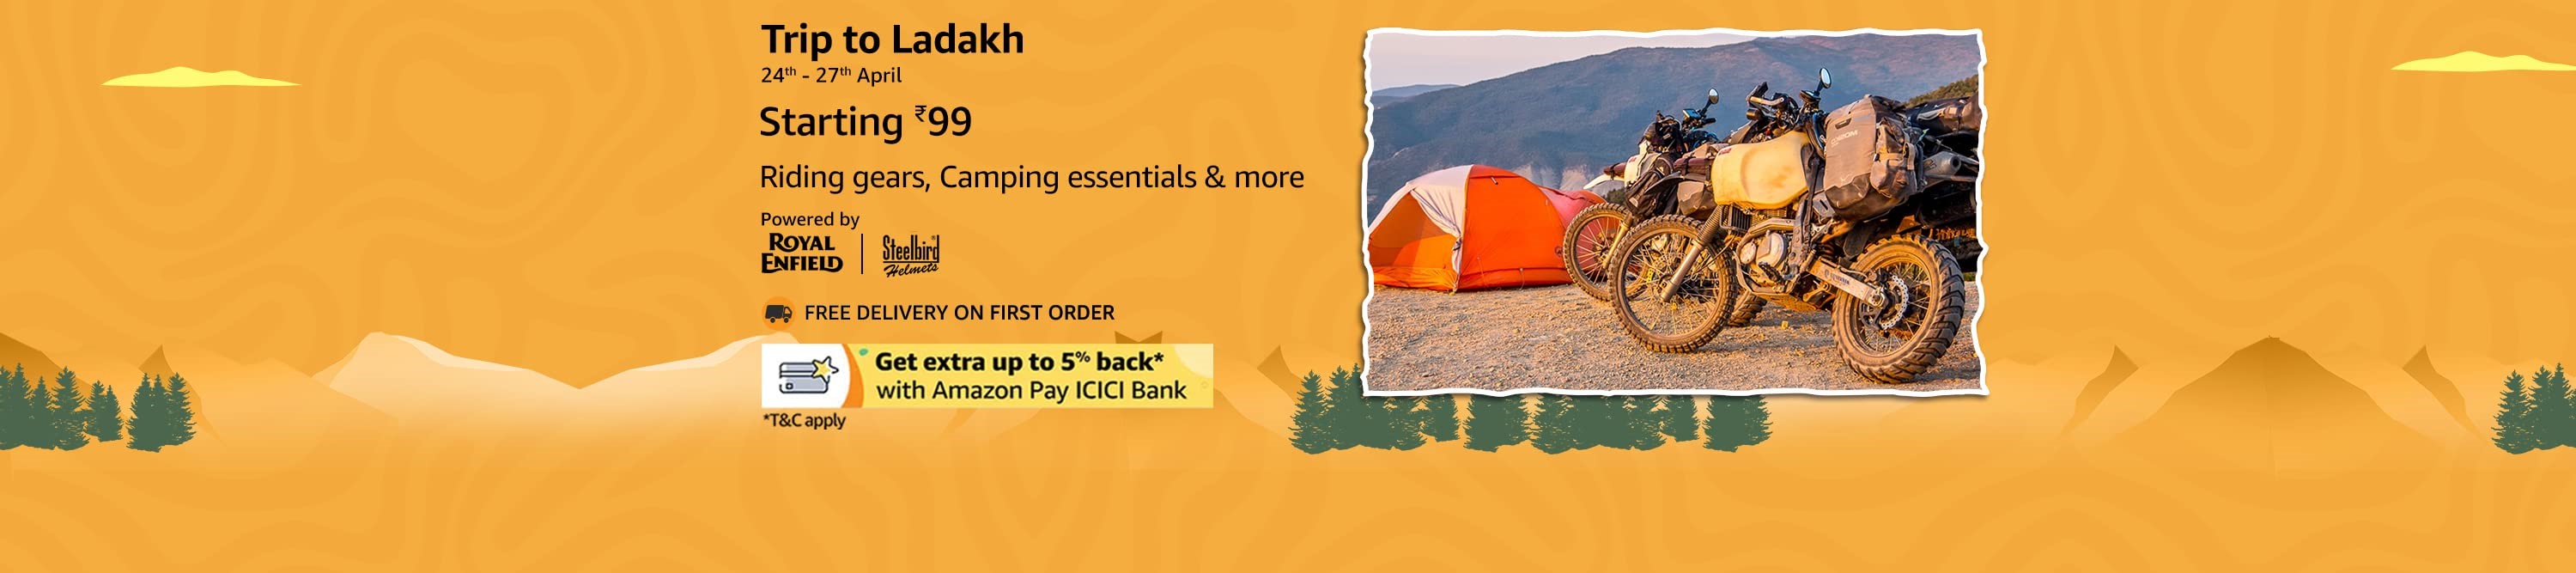 Trip to Ladakh
24th - 27th April
Starting ₹99
Riding gears, Camping essentials & more
Powered by
ROYAL
ENFIELD
Steelbird®
Helmets
FREE DELIVERY ON FIRST ORDER
Get extra up to 5% back*
with Amazon Pay ICICI Bank
*T&C apply